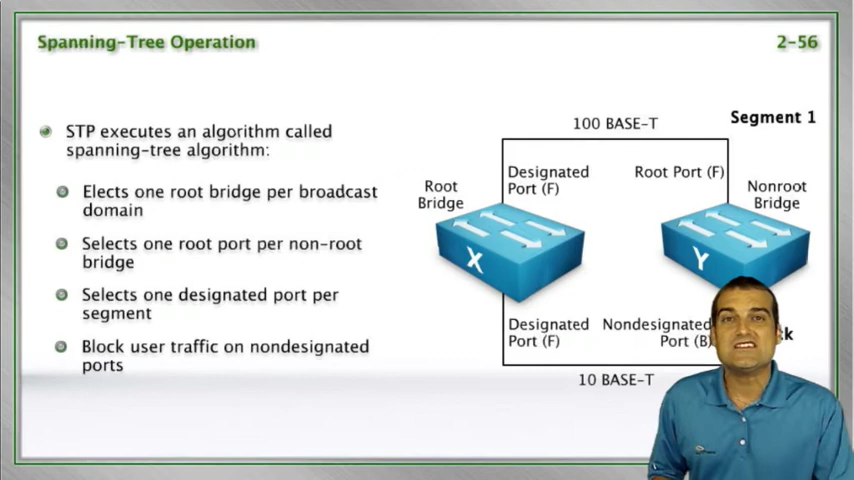 Spanning-Tree Operation
2-56
STP executes an algorithm called
spanning-tree algorithm:
Elects one root bridge per broadcast
domain
Selects one root port per non-root
bridge
Selects one designated port per
segment
Block user traffic on nondesignated
ports
100 BASE-T
Segment 1
Designated
Port (F)
Root Port (F)
Root
Bridge
Nonroot
Bridge
X
Y
Designated
Port (F)
Nondesignated
Port (B)
10 BASE-T